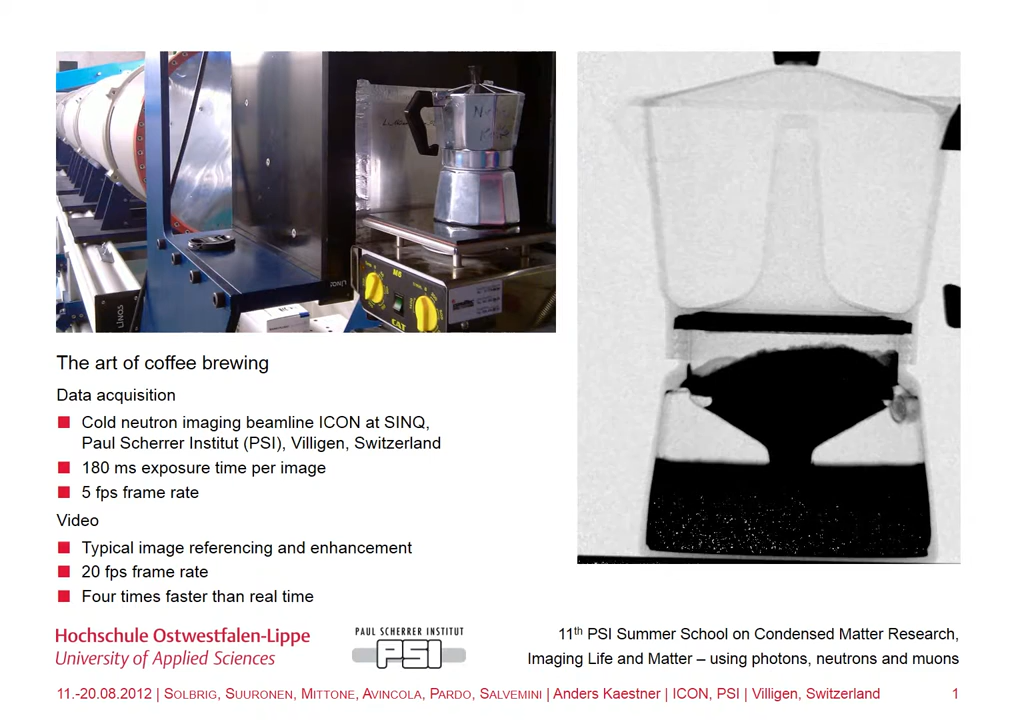 The art of coffee brewing
Data acquisition
Cold neutron imaging beamline ICON at SINQ,
Paul Scherrer Institut (PSI), Villigen, Switzerland
180 ms exposure time per image
5 fps frame rate
Video
Typical image referencing and enhancement
20 fps frame rate
Four times faster than real time
Hochschule Ostwestfalen-Lippe
University of Applied Sciences
PAUL SCHERRER INSTITUT
PSI
11th PSI Summer School on Condensed Matter Research,
Imaging Life and Matter – using photons, neutrons and muons
11.-20.08.2012 | SOLBRIG, SUURONEN, MITTONE, AVINCOLA, PARDO, SALVEMINI | Anders Kaestner | ICON, PSI | Villigen, Switzerland 1
LINOS
LINOS
AEG